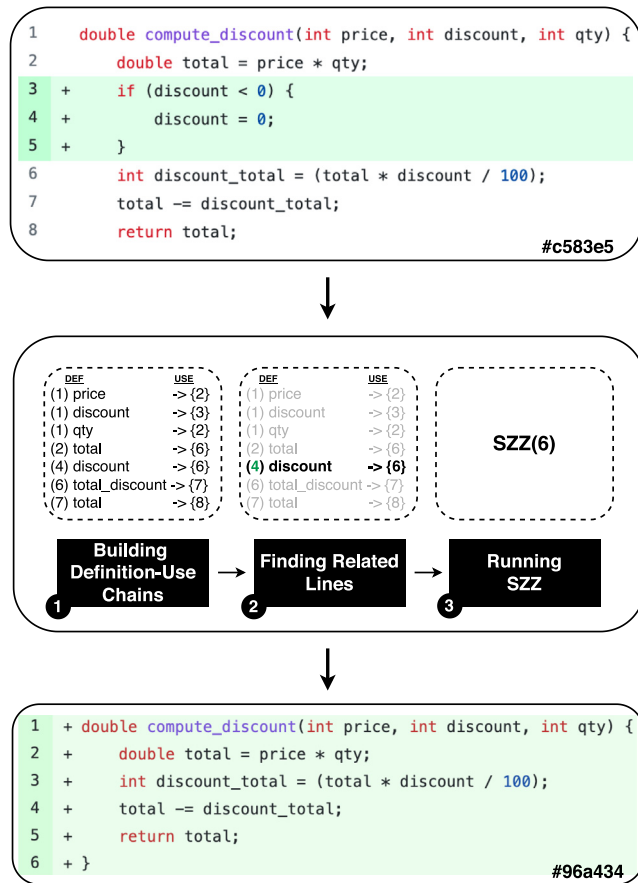 1 double compute_discount(int price, int discount, int qty) {
2 double total = price * qty;
3 + if (discount < 0) {
4 + discount = 0;
5 + }
6 int discount_total = (total * discount / 100);
7 total -= discount_total;
8 return total;
#c583e5
DEF USE
(1) price -> {2}
(1) discount -> {3}
(1) qty -> {2}
(2) total -> {6}
(4) discount -> {6}
(6) total_discount -> {7}
(7) total -> {8}
DEF USE
(1) price -> {2}
(1) discount -> {3}
(1) qty -> {2}
(2) total -> {6}
(4) discount -> {6}
(6) total_discount -> {7}
(7) total -> {8}
SZZ(6)
Building
Definition-Use
Chains
1
Finding Related
Lines
2
Running
SZZ
3
1 + double compute_discount(int price, int discount, int qty) {
2 + double total = price * qty;
3 + int discount_total = (total * discount / 100);
4 + total -= discount_total;
5 + return total;
6 + }
#96a434